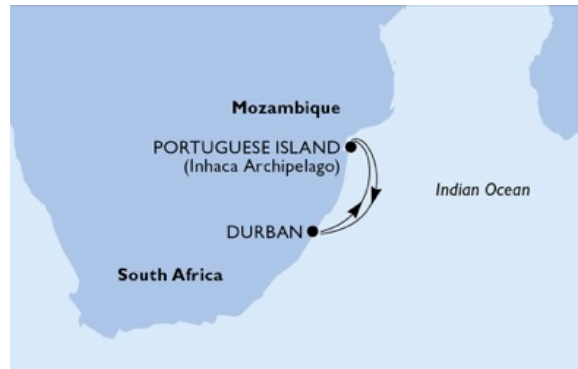 Mozambique
PORTUGUESE ISLAND
(Inhaca Archipelago)
Indian Ocean
DURBAN
South Africa